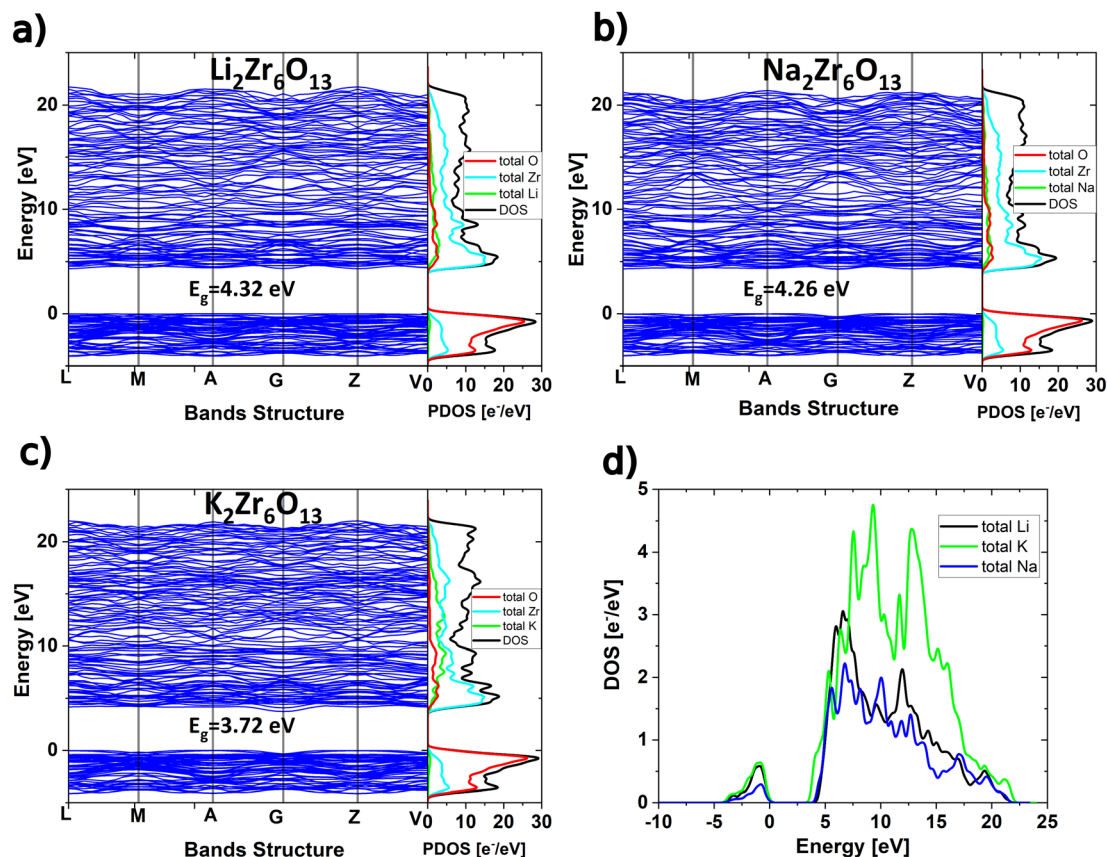 a)
Li₂Zr₆O₁₃
Energy [eV]
20
10
0
total O
total Zr
total Li
DOS
E_g=4.32 eV
L M A G Z V 0 10 20 30
Bands Structure
PDOS [e⁻/eV]
b)
Na₂Zr₆O₁₃
Energy [eV]
20
10
0
total O
total Zr
total Na
DOS
E_g=4.26 eV
L M A G Z V 0 10 20 30
Bands Structure
PDOS [e⁻/eV]
c)
K₂Zr₆O₁₃
Energy [eV]
20
10
0
total O
total Zr
total K
DOS
E_g=3.72 eV
L M A G Z V 0 10 20 30
Bands Structure
PDOS [e⁻/eV]
d)
DOS [e⁻/eV]
5
4
3
2
1
0
total Li
total K
total Na
-10 -5 0 5 10 15 20 25
Energy [eV]